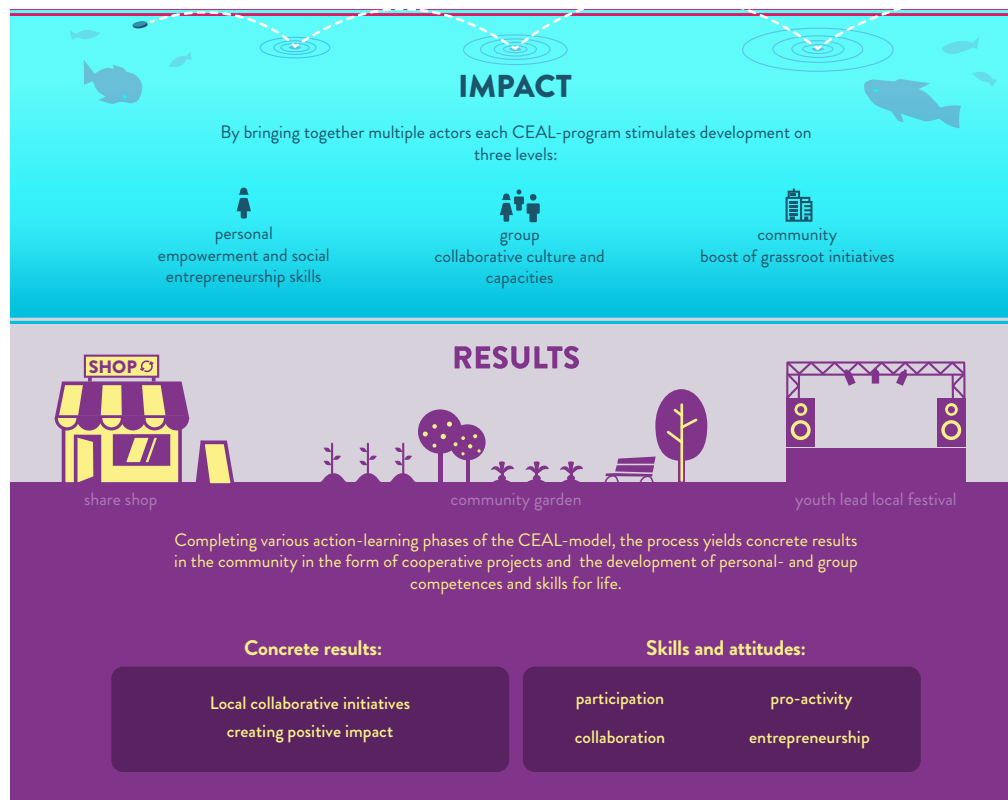 IMPACT
By bringing together multiple actors each CEAL-program stimulates development on
three levels:
personal
empowerment and social
entrepreneurship skills
group
collaborative culture and
capacities
community
boost of grassroot initiatives
RESULTS
SHOP
share shop
community garden
youth lead local festival
Completing various action-learning phases of the CEAL-model, the process yields concrete results
in the community in the form of cooperative projects and  the development of personal- and group
competences and skills for life.
Concrete results:
Local collaborative initiatives
creating positive impact
Skills and attitudes:
participation
pro-activity
collaboration
entrepreneurship